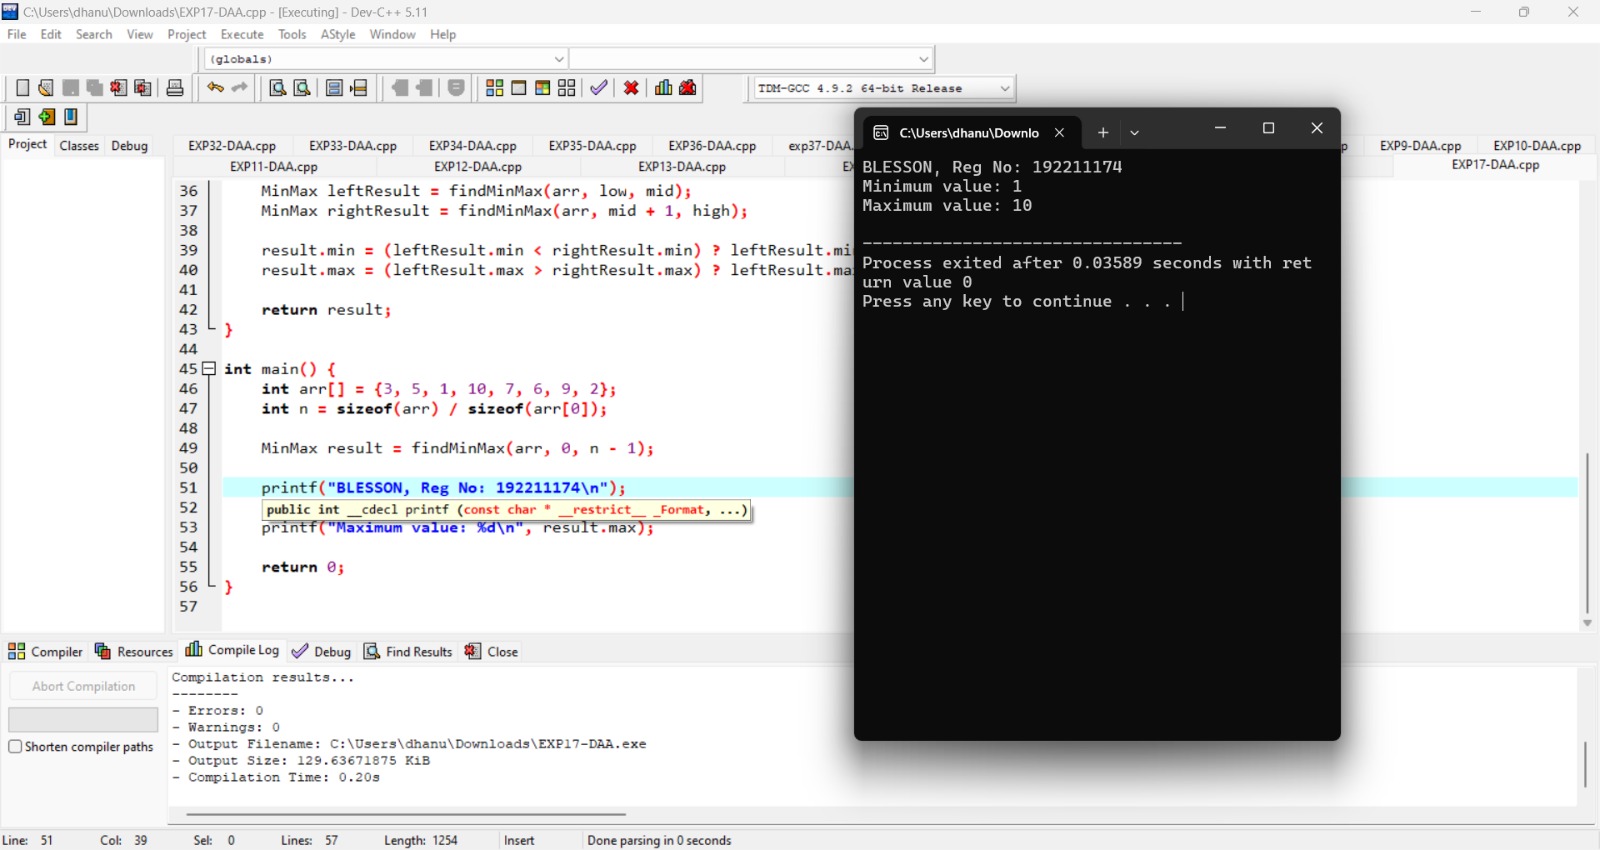 C:\Users\dhanu\Downloads\EXP17-DAA.cpp - [Executing] - Dev-C++ 5.11
File Edit Search View Project Execute Tools AStyle Window Help
(globals)
TDM-GCC 4.9.2 64-bit Release
Project Classes Debug
EXP32-DAA.cpp EXP33-DAA.cpp EXP34-DAA.cpp EXP35-DAA.cpp EXP36-DAA.cpp exp37-DAA. EXP9-DAA.cpp EXP10-DAA.cpp
EXP11-DAA.cpp EXP12-DAA.cpp EXP13-DAA.cpp EXP17-DAA.cpp
36 MinMax leftResult = findMinMax(arr, low, mid);
37 MinMax rightResult = findMinMax(arr, mid + 1, high);
38
39 result.min = (leftResult.min < rightResult.min) ? leftResult.mi
40 result.max = (leftResult.max > rightResult.max) ? leftResult.ma
41
42 return result;
43 }
44
45 int main() {
46 int arr[] = {3, 5, 1, 10, 7, 6, 9, 2};
47 int n = sizeof(arr) / sizeof(arr[0]);
48
49 MinMax result = findMinMax(arr, 0, n - 1);
50
51 printf("BLESSON, Reg No: 192211174\n");
52
public int __cdecl printf (const char * __restrict__ _Format, ...)
53 printf("Maximum value: %d\n", result.max);
54
55 return 0;
56 }
57
C:\Users\dhanu\Downlo
BLESSON, Reg No: 192211174
Minimum value: 1
Maximum value: 10
--------------------------------
Process exited after 0.03589 seconds with ret
urn value 0
Press any key to continue . . .
Compiler Resources Compile Log Debug Find Results Close
Abort Compilation
Shorten compiler paths
Compilation results...
--------
- Errors: 0
- Warnings: 0
- Output Filename: C:\Users\dhanu\Downloads\EXP17-DAA.exe
- Output Size: 129.63671875 KiB
- Compilation Time: 0.20s
Line: 51 Col: 39 Sel: 0 Lines: 57 Length: 1254 Insert Done parsing in 0 seconds